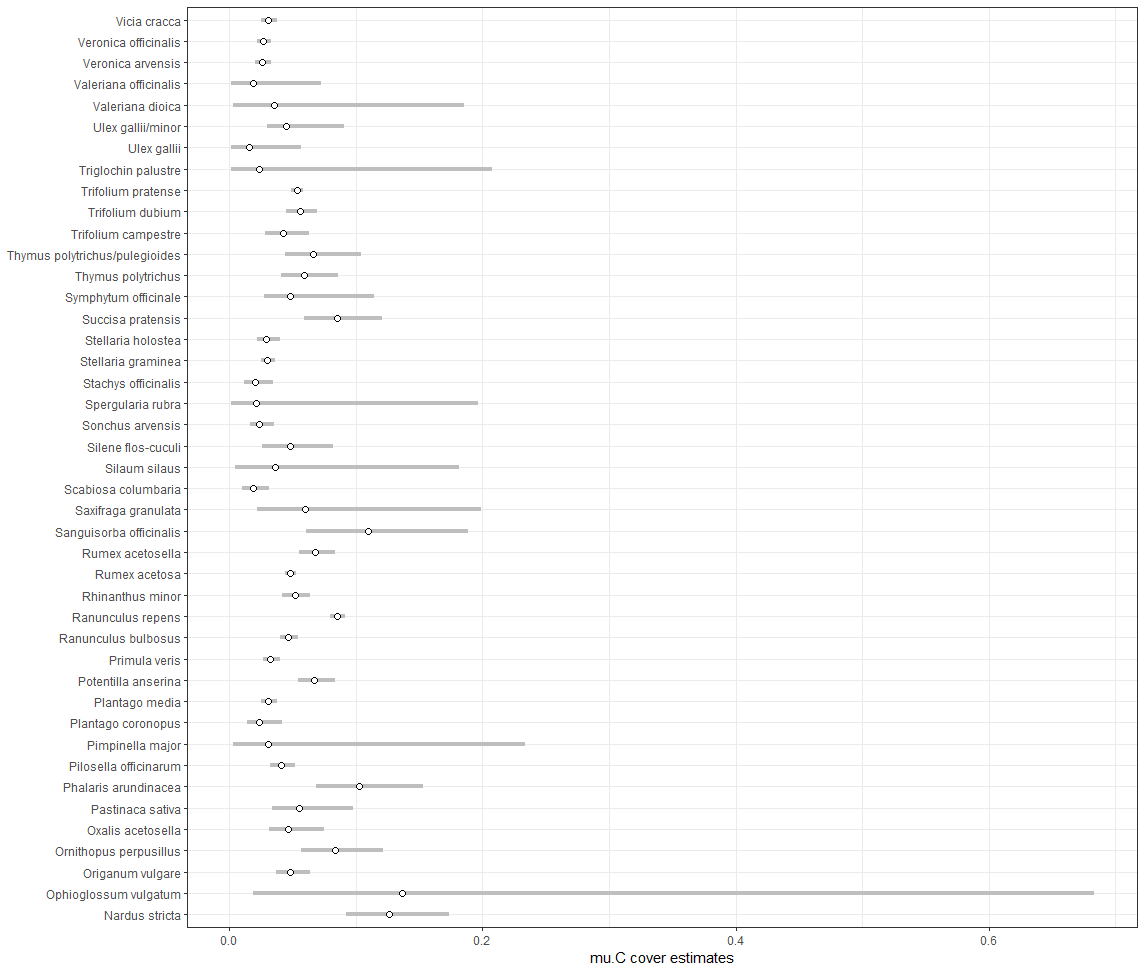 Vicia cracca
Veronica officinalis
Veronica arvensis
Valeriana officinalis
Valeriana dioica
Ulex gallii/minor
Ulex gallii
Triglochin palustre
Trifolium pratense
Trifolium dubium
Trifolium campestre
Thymus polytrichus/pulegioides
Thymus polytrichus
Symphytum officinale
Succisa pratensis
Stellaria holostea
Stellaria graminea
Stachys officinalis
Spergularia rubra
Sonchus arvensis
Silene flos-cuculi
Silaum silaus
Scabiosa columbaria
Saxifraga granulata
Sanguisorba officinalis
Rumex acetosella
Rumex acetosa
Rhinanthus minor
Ranunculus repens
Ranunculus bulbosus
Primula veris
Potentilla anserina
Plantago media
Plantago coronopus
Pimpinella major
Pilosella officinarum
Phalaris arundinacea
Pastinaca sativa
Oxalis acetosella
Ornithopus perpusillus
Origanum vulgare
Ophioglossum vulgatum
Nardus stricta
0.0 0.2 0.4 0.6
mu.C cover estimates